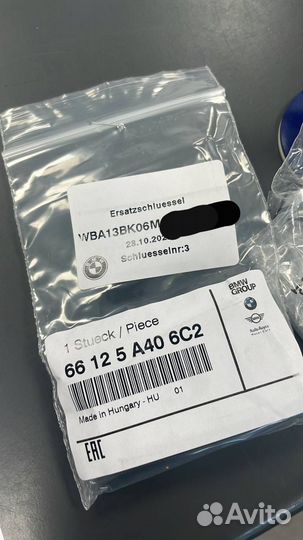 Ersatzschluessel
WBA13BK06M
28.10.202
Schluesselnr:3
1 Stueck / Piece
BMW
GROUP
66 12 5 A40 6C2
Made in Hungary - HU 01
EAC
Avito